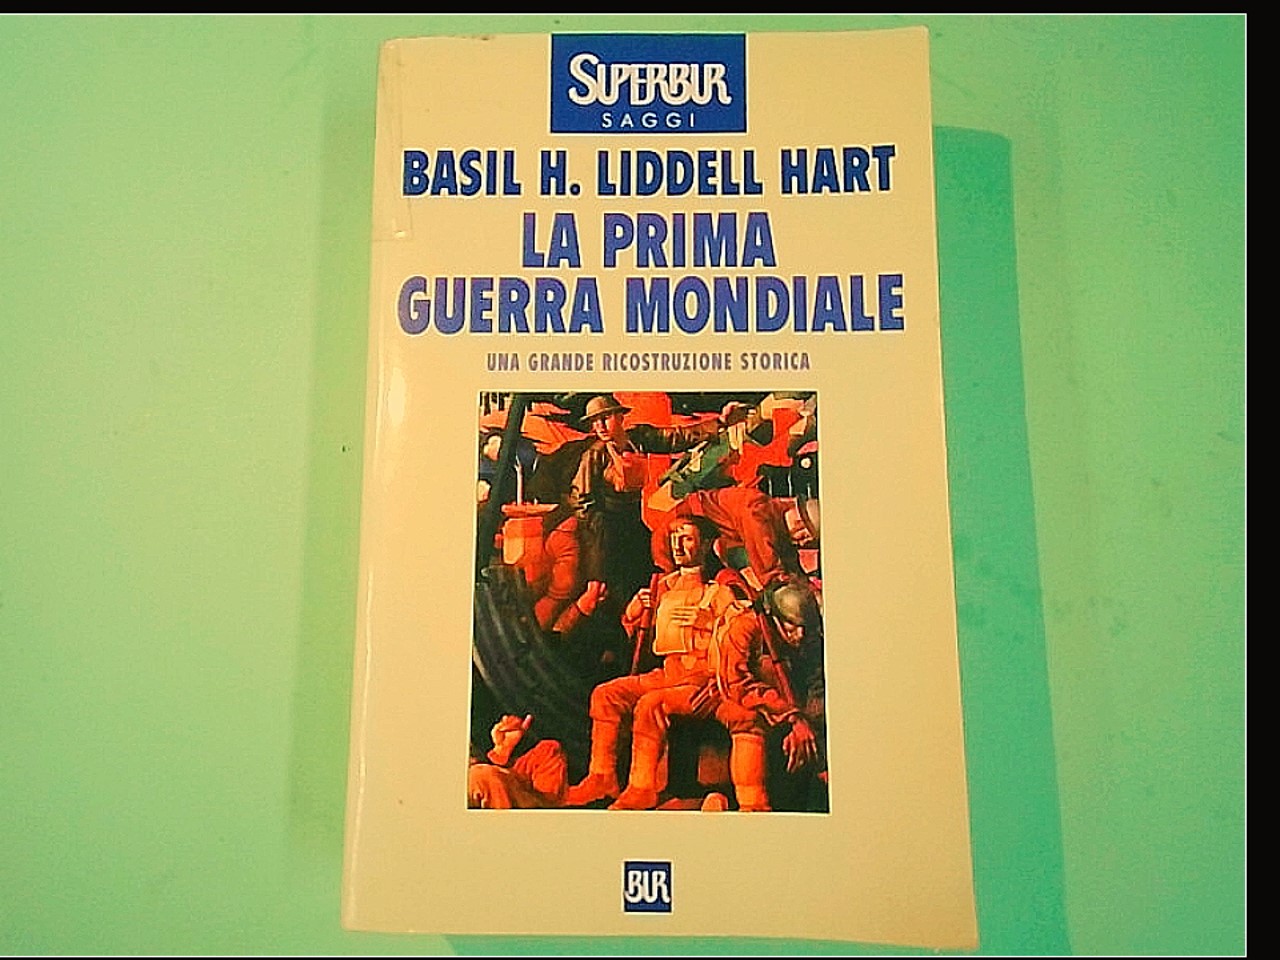 SUPERBUR
SAGGI
BASIL H. LIDDELL HART
LA PRIMA
GUERRA MONDIALE
UNA GRANDE RICOSTRUZIONE STORICA
BUR